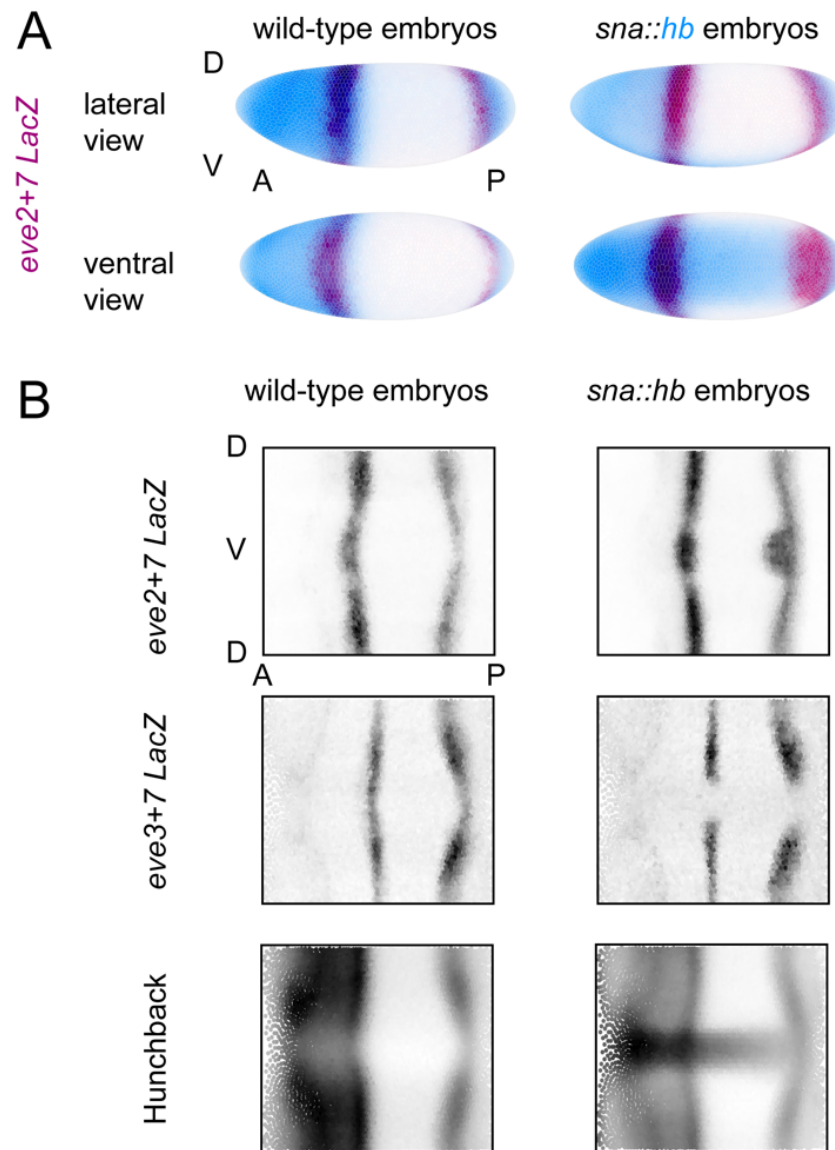 A
wild-type embryos
sna::hb embryos
eve2+7 LacZ
lateral
view
D
V
A
P
ventral
view
B
wild-type embryos
sna::hb embryos
eve2+7 LacZ
D
V
D
A
P
eve3+7 LacZ
Hunchback